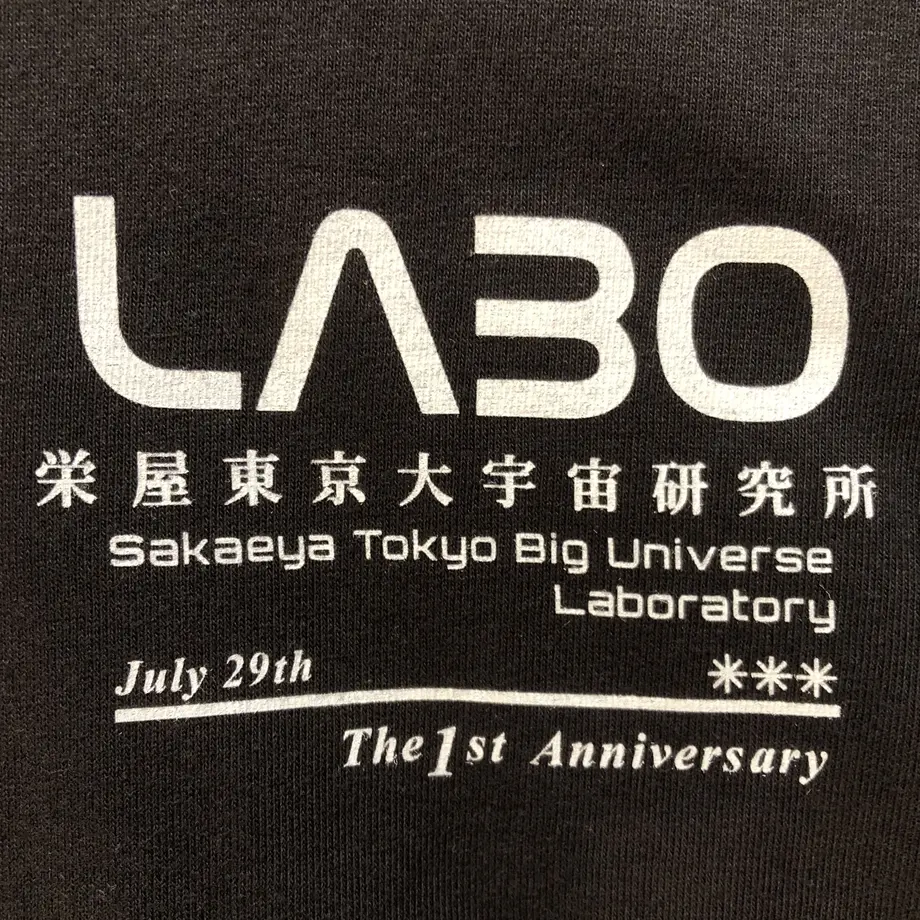 LABO
栄屋東京大宇宙研究所
Sakaeya Tokyo Big Universe
Laboratory
July 29th ***
The 1st Anniversary